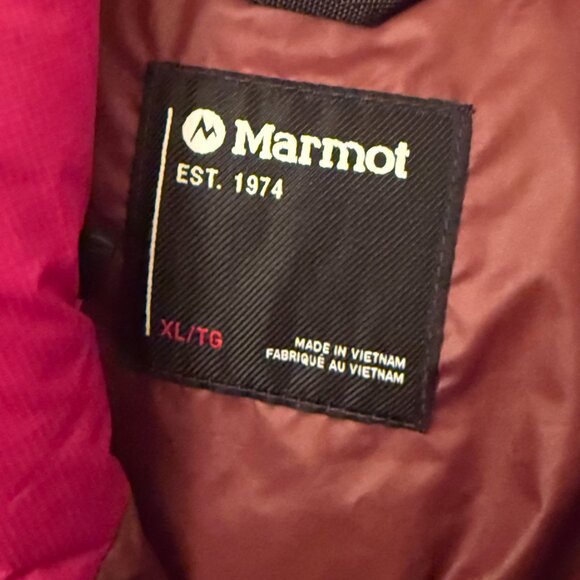 Marmot
EST. 1974
XL/TG
MADE IN VIETNAM
FABRIQUÉ AU VIETNAM